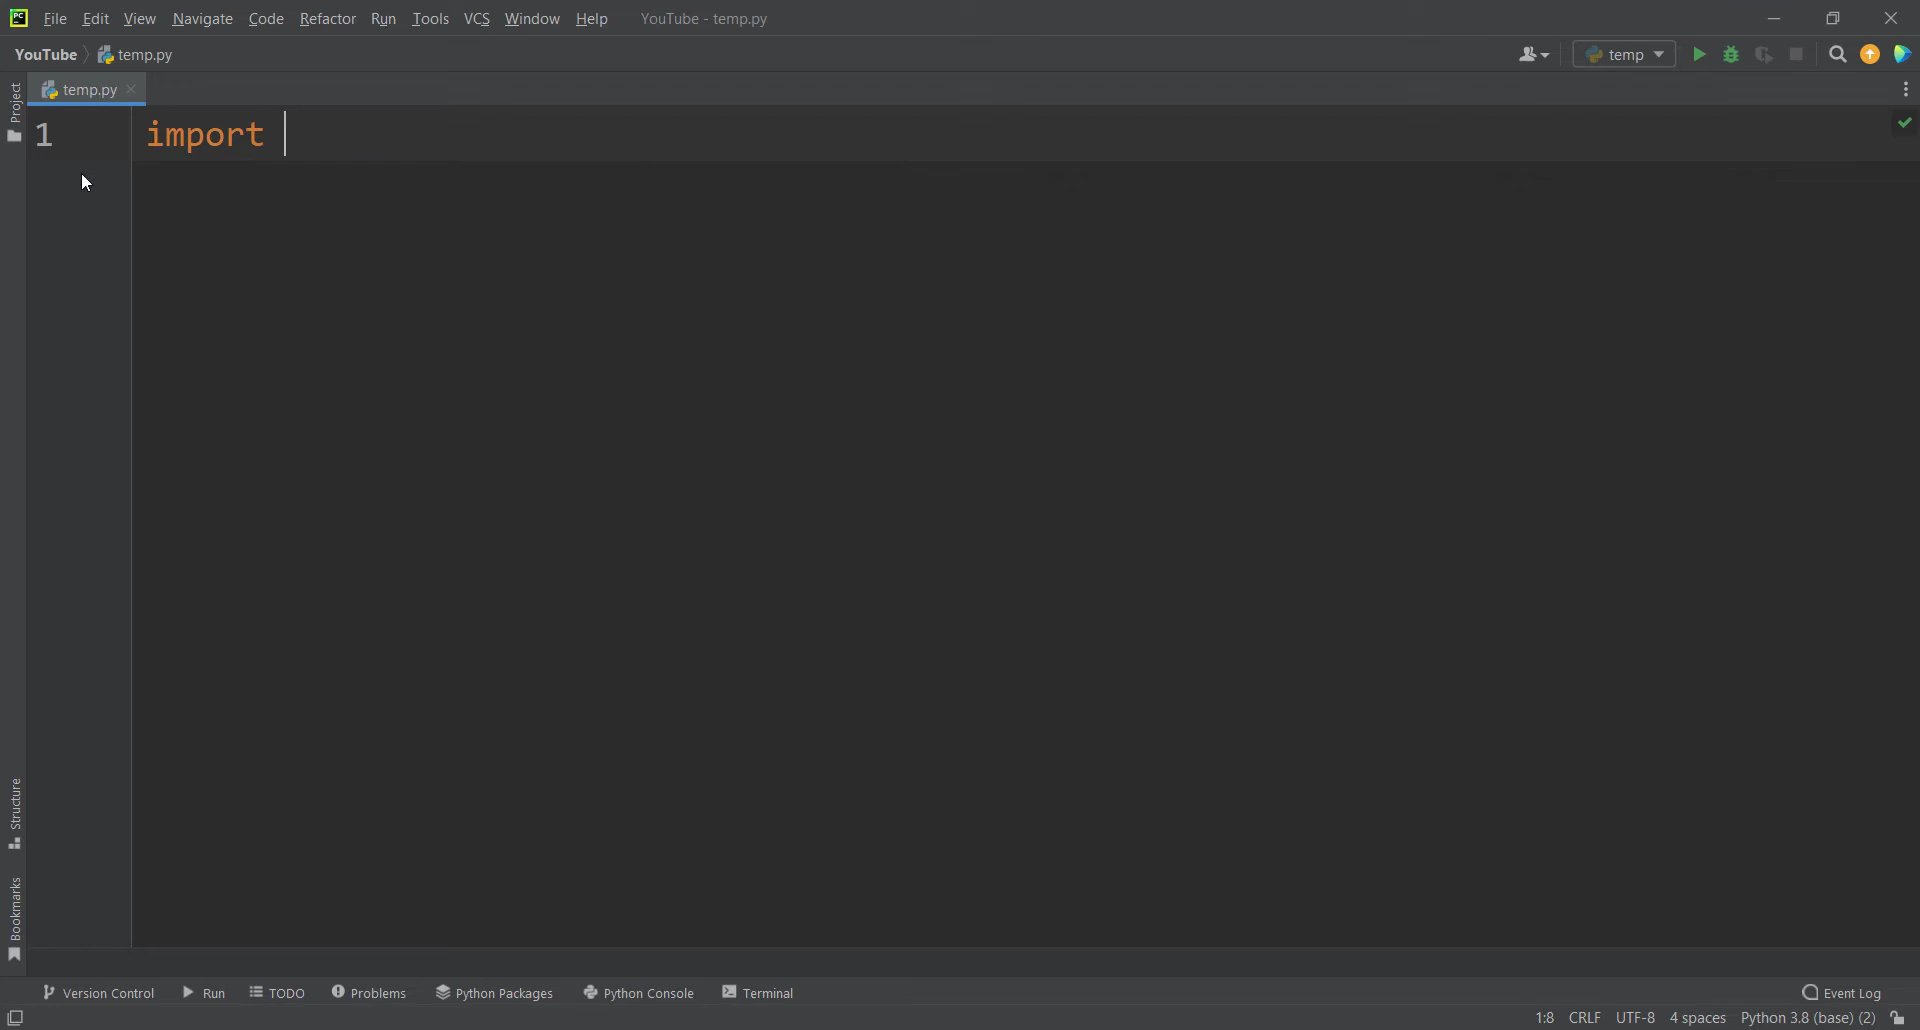 PC File Edit View Navigate Code Refactor Run Tools VCS Window Help YouTube - temp.py
YouTube temp.py temp
Project
temp.py
1 import
Structure
Bookmarks
Version Control Run TODO Problems Python Packages Python Console Terminal Event Log
1:8 CRLF UTF-8 4 spaces Python 3.8 (base) (2)